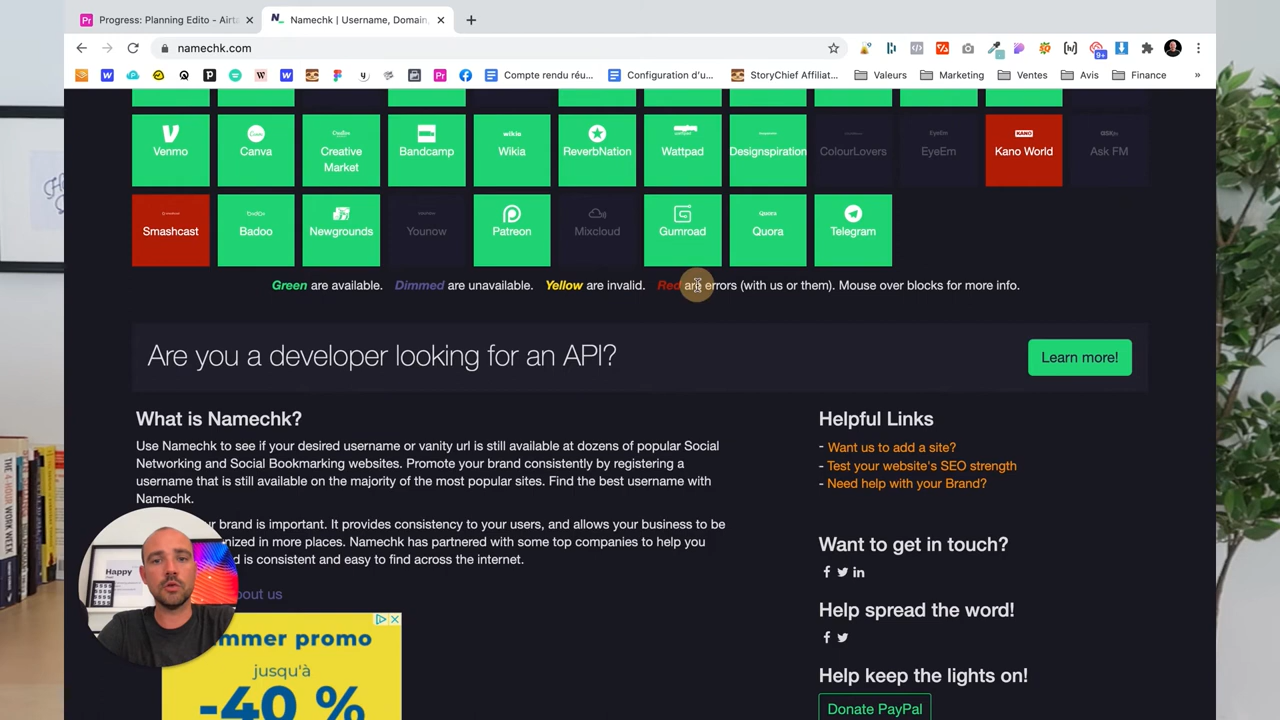 Progress: Planning Edito - Airta
Namechk | Username, Domain,
namechk.com
9+
Compte rendu réu...
Configuration d'u...
StoryChief Affiliat...
Valeurs
Marketing
Ventes
Avis
Finance
»
Venmo
Canva
Creative Market
Bandcamp
Wikia
ReverbNation
Wattpad
Designspiration
ColourLovers
EyeEm
Kano World
Ask FM
Smashcast
Badoo
Newgrounds
Younow
Patreon
Mixcloud
Gumroad
Quora
Telegram
Green are available. Dimmed are unavailable. Yellow are invalid. Red are errors (with us or them). Mouse over blocks for more info.
Are you a developer looking for an API?
Learn more!
What is Namechk?
Use Namechk to see if your desired username or vanity url is still available at dozens of popular Social
Networking and Social Bookmarking websites. Promote your brand consistently by registering a
username that is still available on the majority of the most popular sites. Find the best username with
Namechk.
r brand is important. It provides consistency to your users, and allows your business to be
nized in more places. Namechk has partnered with some top companies to help you
d is consistent and easy to find across the internet.
bout us
mmer promo
jusqu'à
-40 %
Helpful Links
- Want us to add a site?
- Test your website's SEO strength
- Need help with your Brand?
Want to get in touch?
Help spread the word!
Help keep the lights on!
Donate PayPal
Happy
THE 4-HOUR WORK WEEK